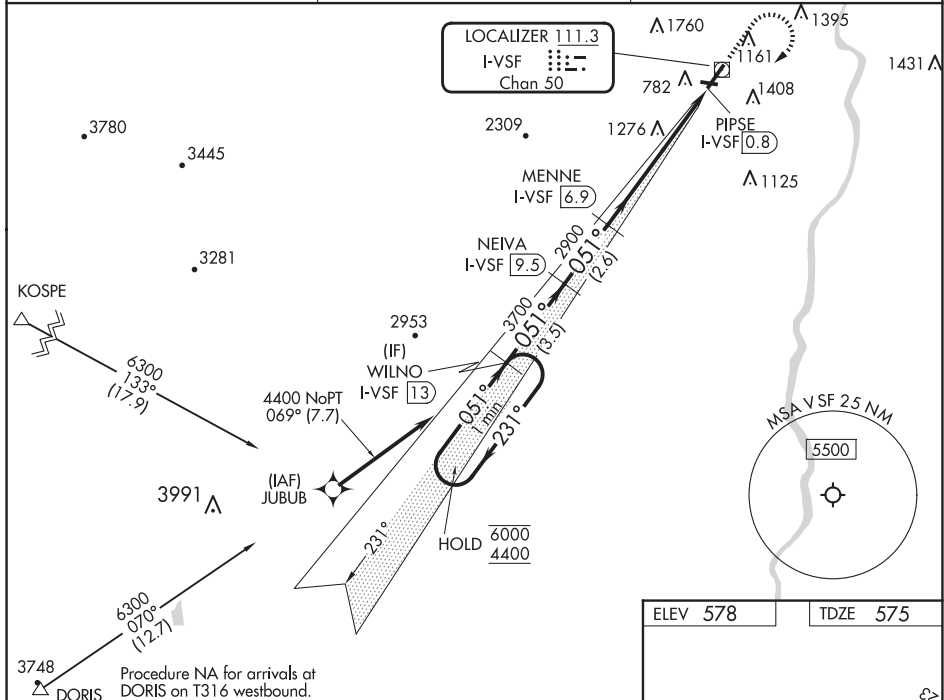 1760
1395
LOCALIZER 111.3
I-VSF
Chan 50
1161
1431
782
1408
PIPSE
I-VSF 0.8
3780
2309
1276
3445
MENNE
I-VSF 6.9
1125
2900
051°
(2.6)
NEIVA
I-VSF 9.5
3281
KOSPE
3700
051°
(3.5)
2953
(IF)
WILNO
I-VSF 13
6300
133°
(17.9)
4400 NoPT
069° (7.7)
051°
1 min
231°
MSA VSF 25 NM
5500
(IAF)
JUBUB
3991
HOLD 6000
4400
231°
6300
070°
(12.7)
ELEV 578
TDZE 575
3748
DORIS
Procedure NA for arrivals at
DORIS on T316 westbound.